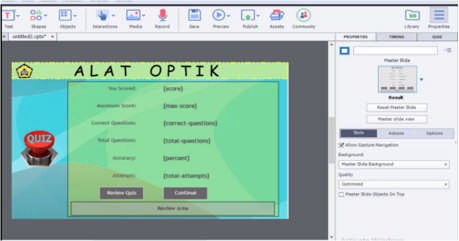 Text
Shapes
Objects
Interactions
Media
Record
Save
Preview
Publish
Assets
Community
Library
Properties
untitled2.cptx*
PROPERTIES
TIMING
QUIZ
ALAT OPTIK
You Scored: {score}
Maximum Score: {max-score}
Correct Questions: {correct-questions}
Total Questions: {total-questions}
Accuracy: {percent}
Attempts: {total-attempts}
QUIZ
Review Quiz
Continue
Review Area
Master Slide
Result
Reset Master Slide
Master slide view
Style
Actions
Options
Allow Gesture Navigation
Background:
Master Slide Background
Quality
Optimized
Master Slide Objects On Top